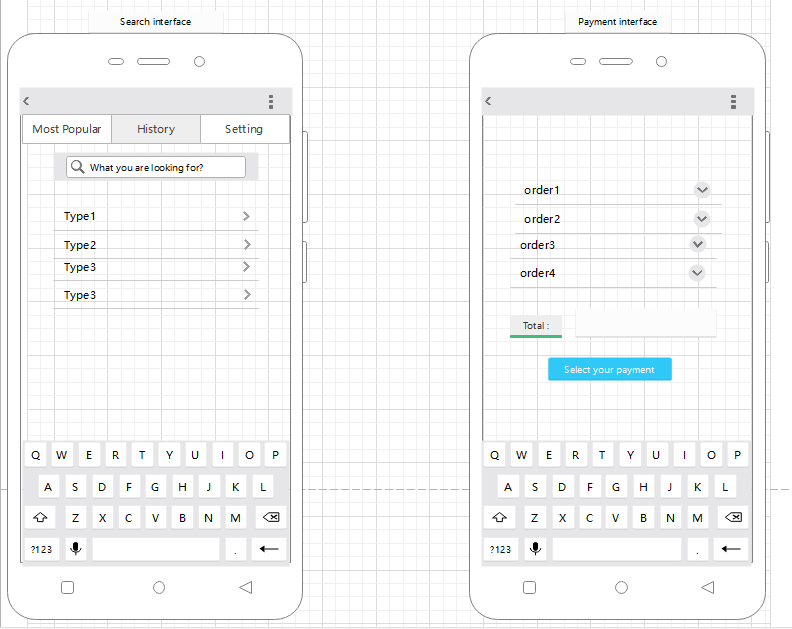 Search interface
Most Popular History Setting
What you are looking for?
Type1
Type2
Type3
Type3
Q W E R T Y U I O P
A S D F G H J K L
Z X C V B N M
?123 .
Payment interface
order1
order2
order3
order4
Total :
Select your payment
Q W E R T Y U I O P
A S D F G H J K L
Z X C V B N M
?123 .